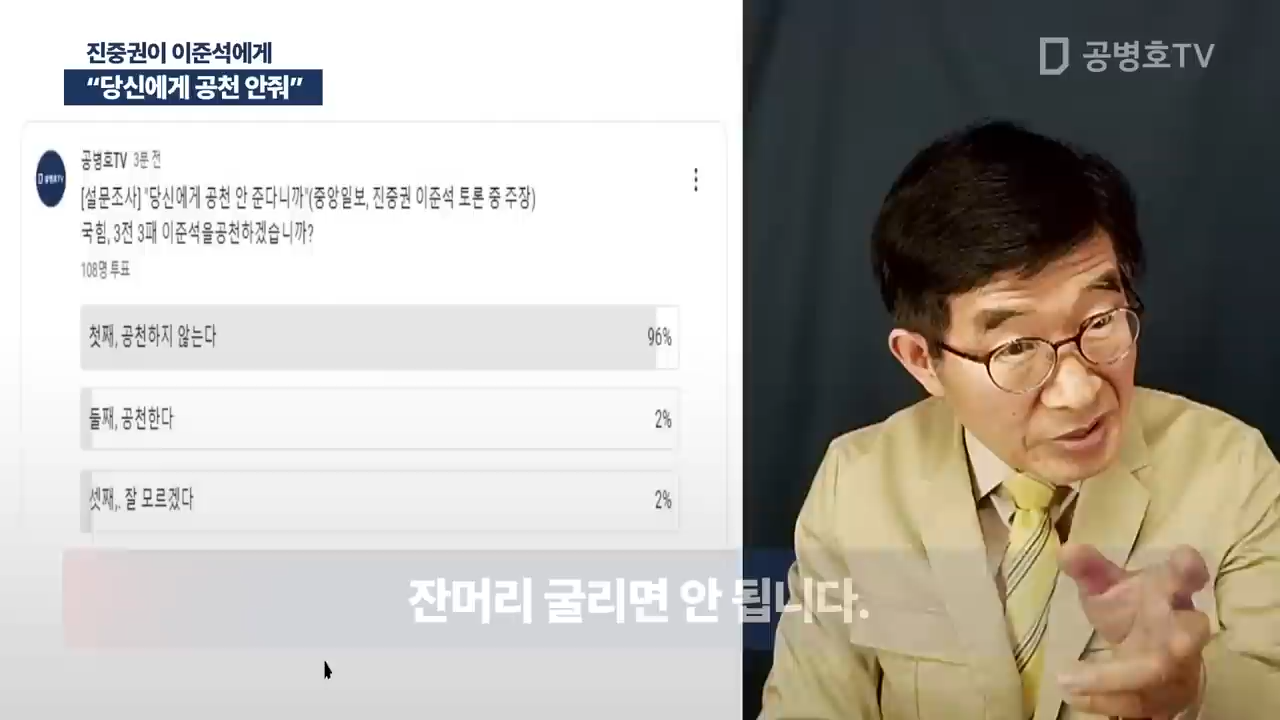 진중권이 이준석에게
“당신에게 공천 안줘”
공병호TV
공병호TV
공병호TV 3분 전
[설문조사] "당신에게 공천 안 준다니까"(중앙일보, 진중권 이준석 토론 중 주장)
국힘, 3전 3패 이준석을공천하겠습니까?
108명 투표
첫째, 공천하지 않는다
96%
둘째, 공천한다
2%
셋째,. 잘 모르겠다
2%
잔머리 굴리면 안 됩니다.